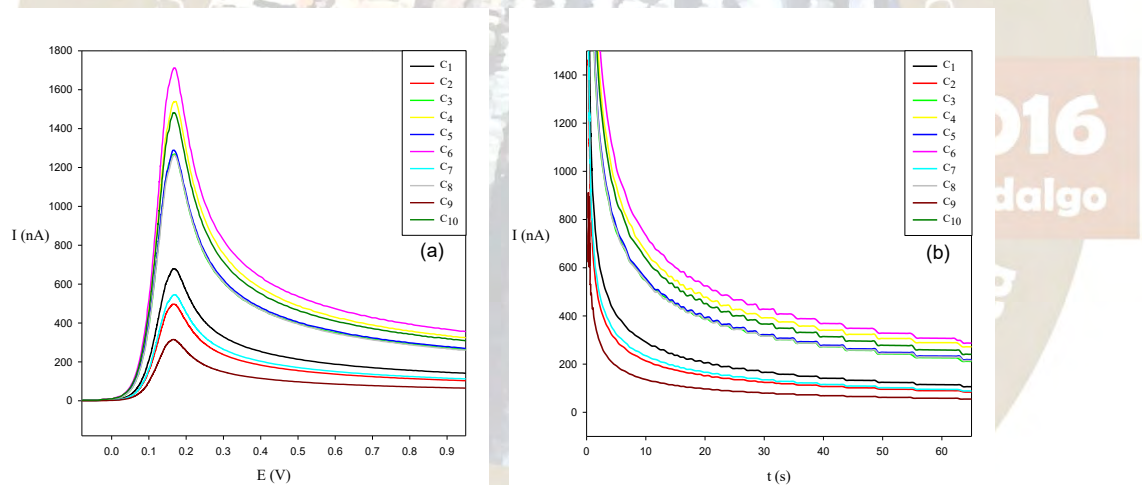 1800
1600
1400
1200
1000
800
600
400
200
0
I (nA)
0.0 0.1 0.2 0.3 0.4 0.5 0.6 0.7 0.8 0.9
E (V)
C1
C2
C3
C4
C5
C6
C7
C8
C9
C10
(a)
1400
1200
1000
800
600
400
200
0
I (nA)
0 10 20 30 40 50 60
t (s)
C1
C2
C3
C4
C5
C6
C7
C8
C9
C10
(b)
016
dalgo